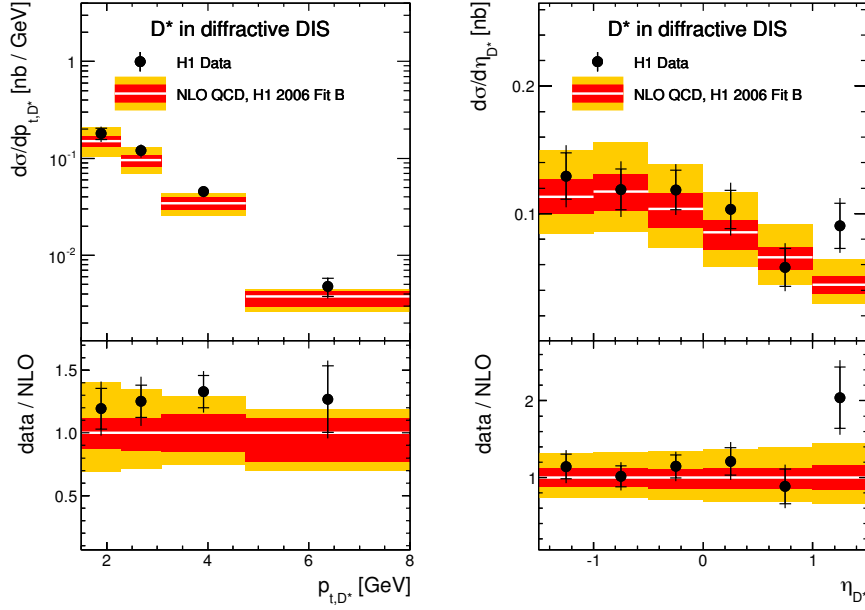 D* in diffractive DIS
H1 Data
NLO QCD, H1 2006 Fit B
dσ/dp_t,D* [nb / GeV]
1
10⁻¹
10⁻²
data / NLO
1.5
1.0
0.5
2 4 6 8
p_t,D* [GeV]
D* in diffractive DIS
H1 Data
NLO QCD, H1 2006 Fit B
dσ/dη_D* [nb]
0.2
0.1
data / NLO
2
1
-1 0 1
η_D